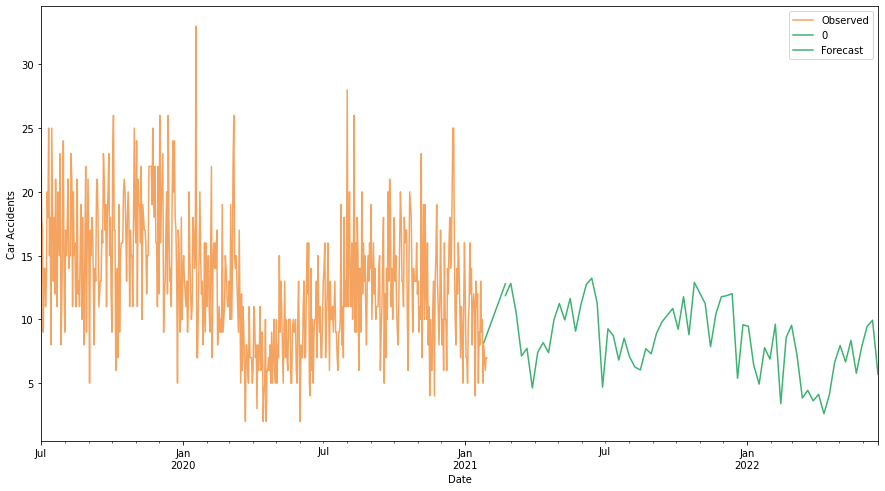 Observed
0
Forecast
30
25
20
15
10
5
Car Accidents
Jul
Jan
2020
Jul
Jan
2021
Jul
Jan
2022
Date